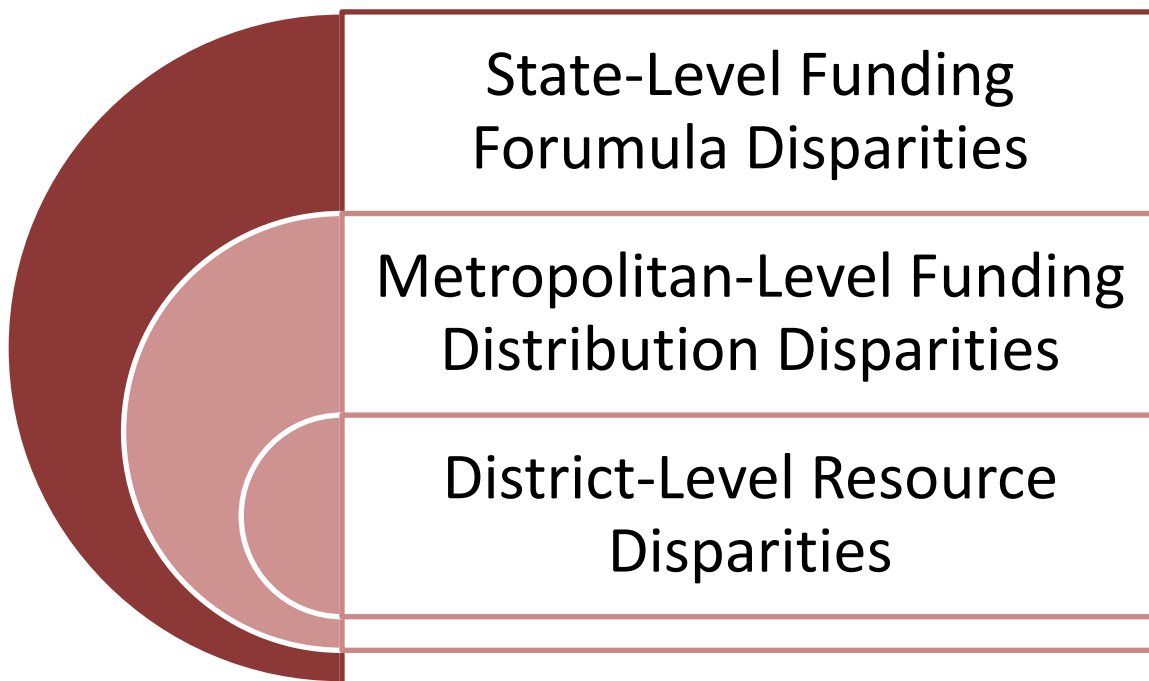 State-Level Funding
Forumula Disparities
Metropolitan-Level Funding
Distribution Disparities
District-Level Resource
Disparities